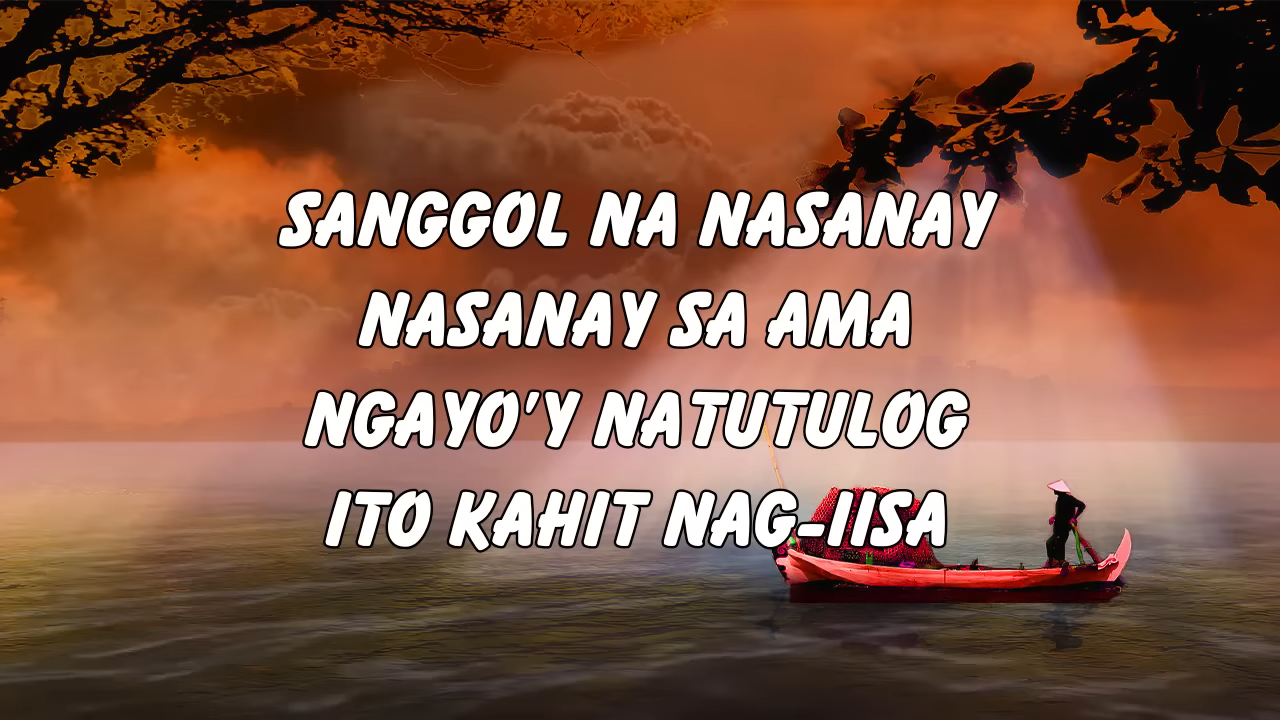 SANGGOL NA NASANAY
NASANAY SA AMA
NGAYO'Y NATUTULOG
ITO KAHIT NAG-IISA